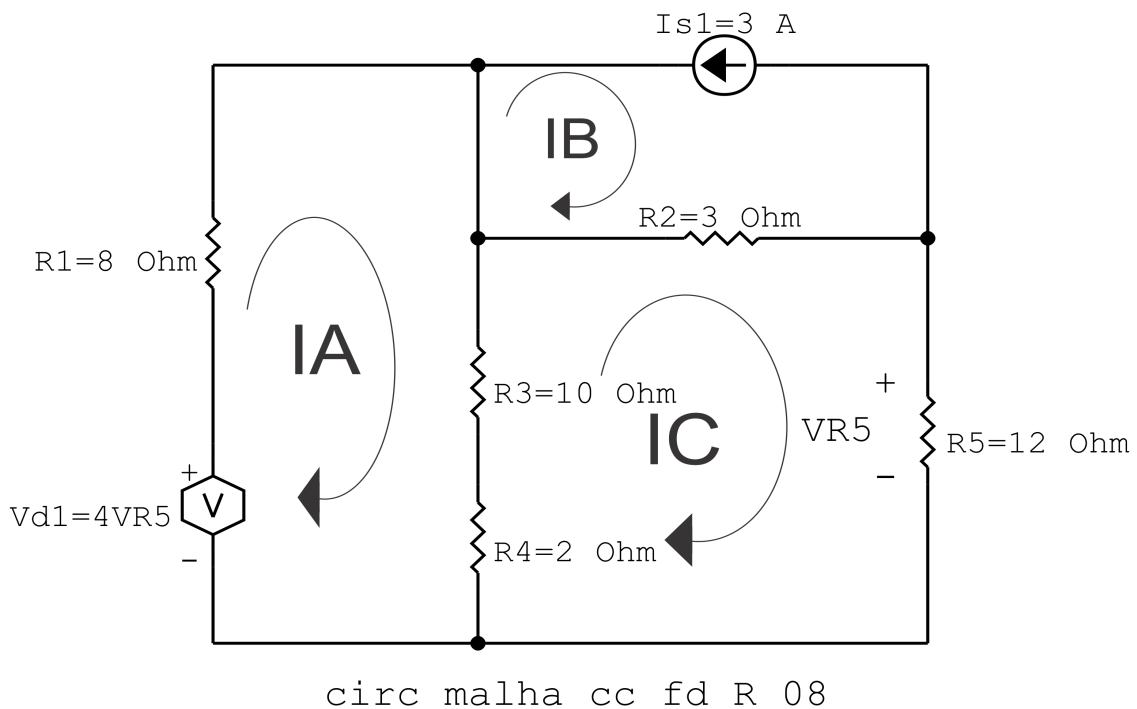 Is1=3 A
IB
R2=3 Ohm
R1=8 Ohm
IA
+
R3=10 Ohm
IC
VR5
R5=12 Ohm
−
+
V
Vd1=4VR5
−
R4=2 Ohm
circ malha cc fd R 08